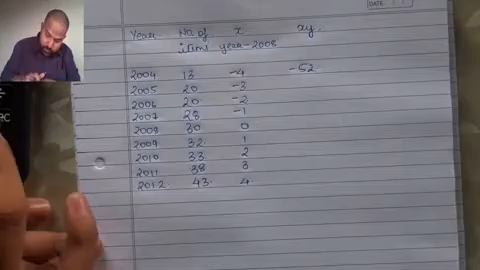 DATE:
Year No. of x xy.
items year-2008
2004 13 -4 -52
2005 20 -3
2006 20 -2
2007 28 -1
2008 30 0
2009 32. 1
2010 33 2
2011 38 3
2012. 43. 4.
RC